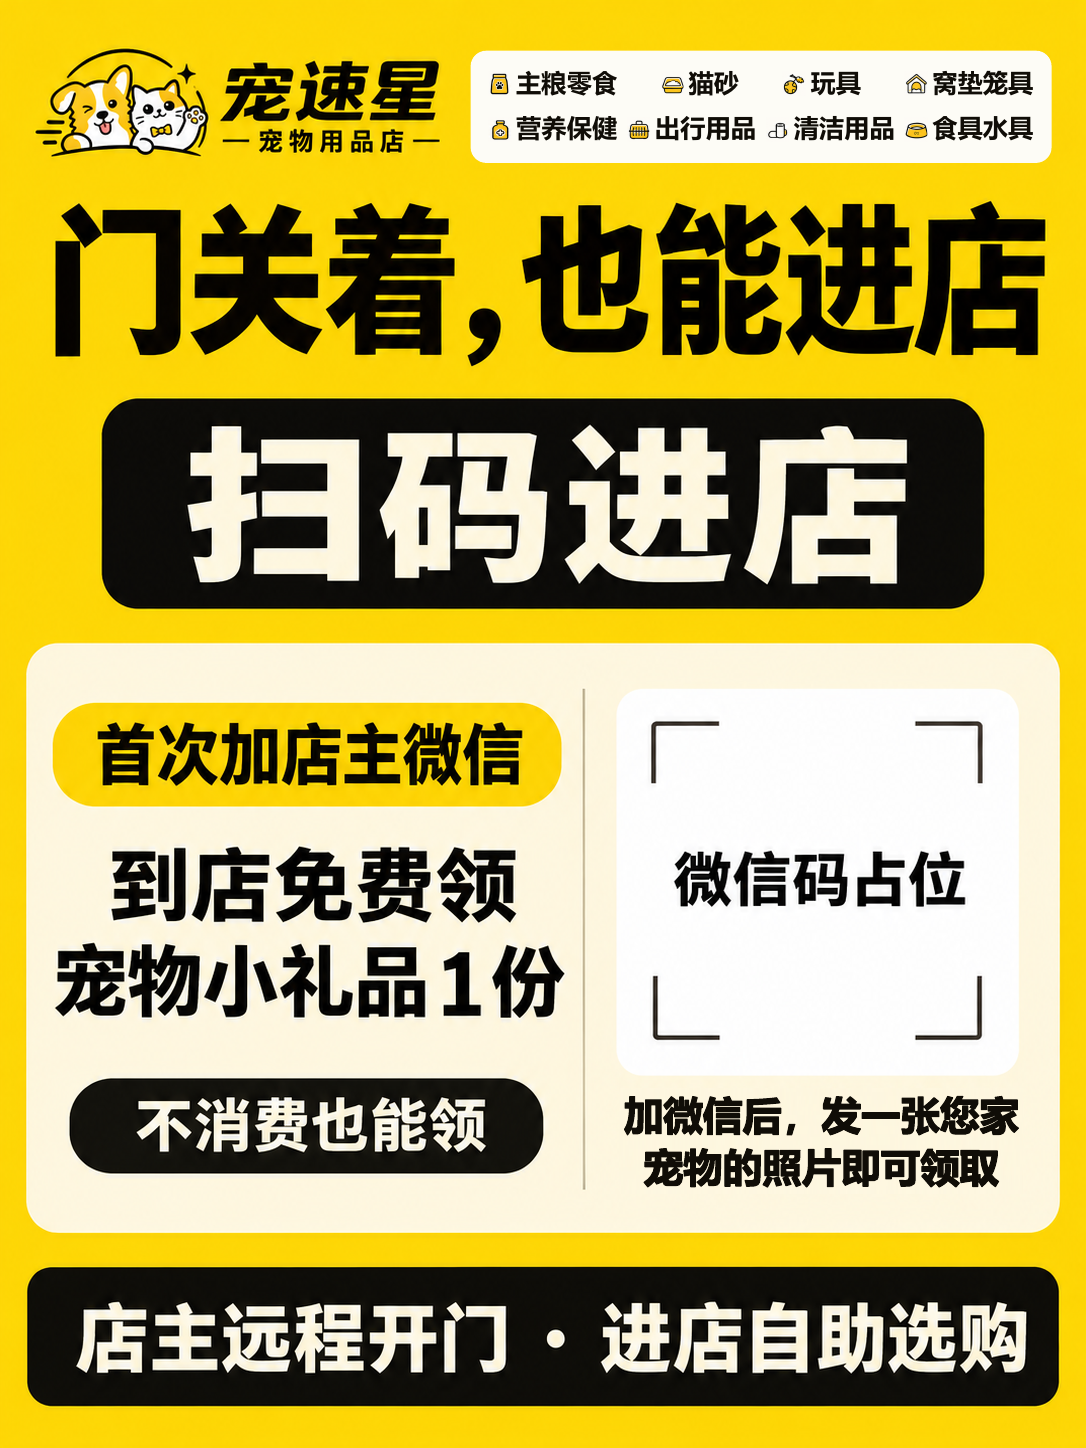 宠速星
宠物用品店
主粮零食 猫砂 玩具 窝垫笼具
营养保健 出行用品 清洁用品 食具水具
门关着，也能进店
扫码进店
首次加店主微信
到店免费领
宠物小礼品1份
不消费也能领
微信码占位
加微信后，发一张您家
宠物的照片即可领取
店主远程开门 · 进店自助选购